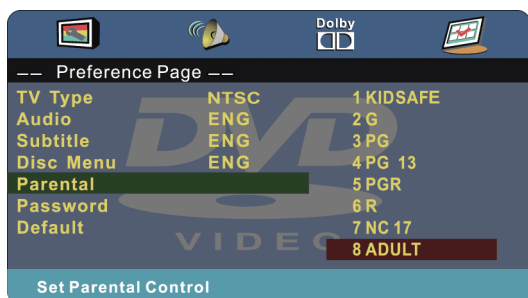 Dolby
-- Preference Page --
TV Type NTSC 1 KIDSAFE
Audio ENG 2 G
Subtitle ENG 3 PG
Disc Menu ENG 4 PG 13
Parental 5 PGR
Password 6 R
Default 7 NC 17
8 ADULT
DVD
VIDEO
Set Parental Control